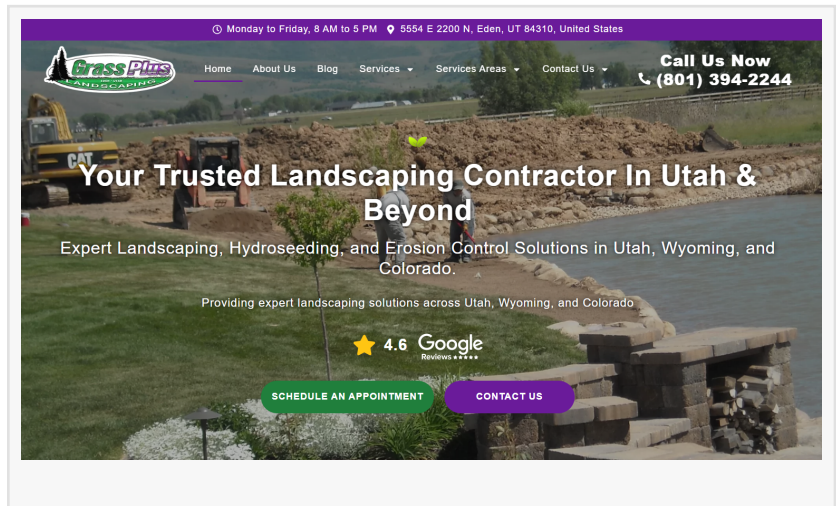 Monday to Friday, 8 AM to 5 PM 5554 E 2200 N, Eden, UT 84310, United States
Grass Plus
LANDSCAPING
Home About Us Blog Services Services Areas Contact Us
Call Us Now
(801) 394-2244
CAT
Your Trusted Landscaping Contractor In Utah &
Beyond
Expert Landscaping, Hydroseeding, and Erosion Control Solutions in Utah, Wyoming, and
Colorado.
Providing expert landscaping solutions across Utah, Wyoming, and Colorado
4.6 Google
Reviews
SCHEDULE AN APPOINTMENT CONTACT US